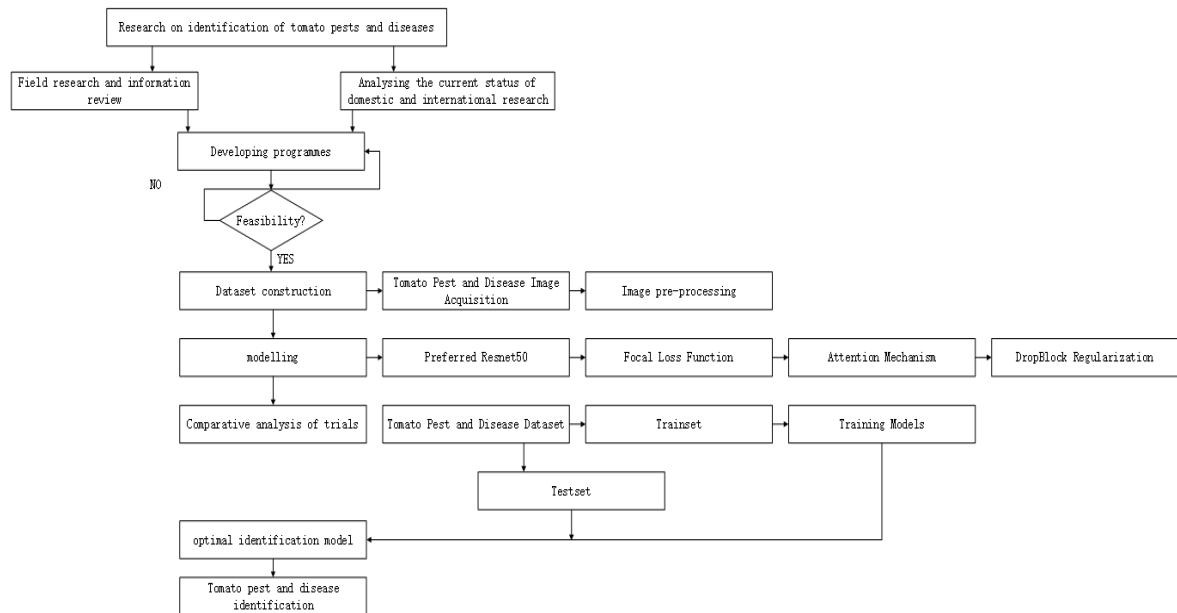 Research on identification of tomato pests and diseases
Field research and information
review
Analysing the current status of
domestic and international research
Developing programmes
NO
Feasibility?
YES
Dataset construction
Tomato Pest and Disease Image
Acquisition
Image pre-processing
modelling
Preferred Resnet50
Focal Loss Function
Attention Mechanism
DropBlock Regularization
Comparative analysis of trials
Tomato Pest and Disease Dataset
Trainset
Training Models
Testset
optimal identification model
Tomato pest and disease
identification